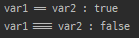 var1 == var2 : true
var1 === var2 : false